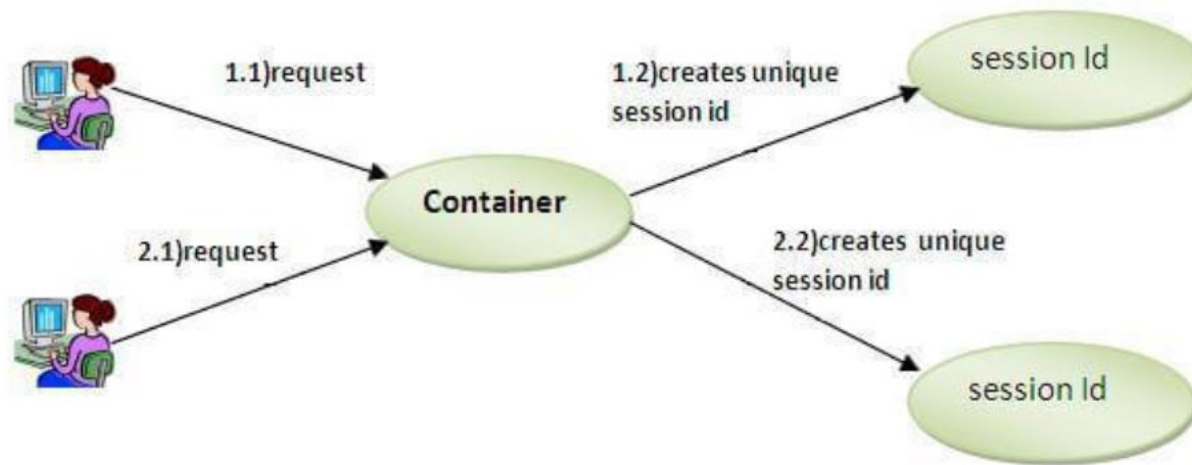 1.1)request
1.2)creates unique
session id
session Id
Container
2.1)request
2.2)creates unique
session id
session Id